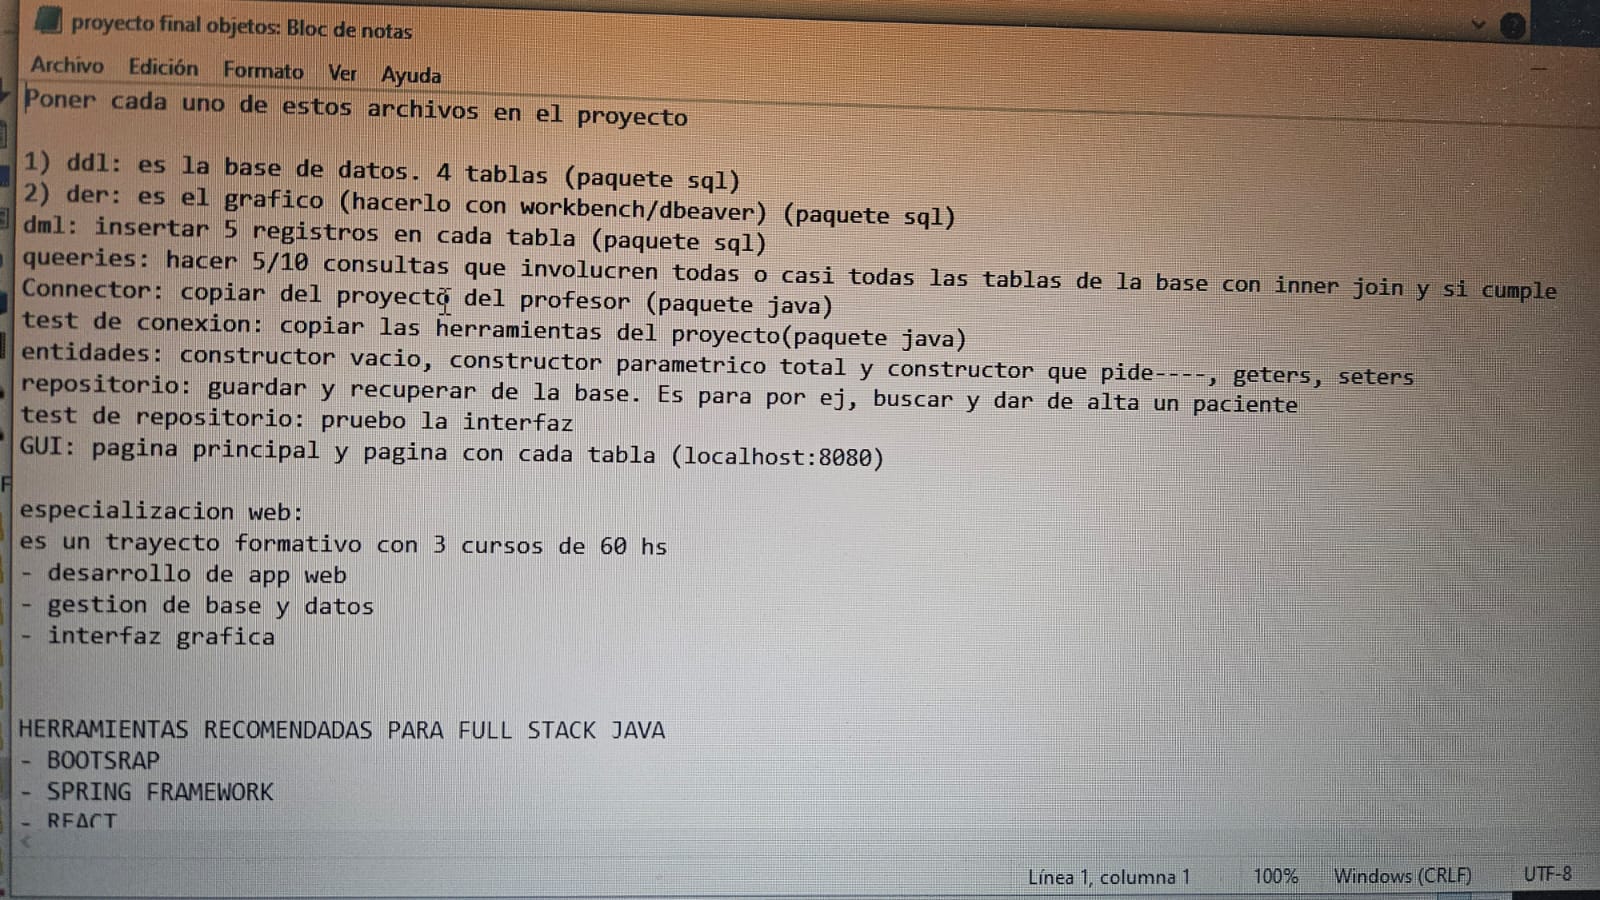 proyecto final objetos: Bloc de notas
Archivo Edición Formato Ver Ayuda
Poner cada uno de estos archivos en el proyecto
1) ddl: es la base de datos. 4 tablas (paquete sql)
2) der: es el grafico (hacerlo con workbench/dbeaver) (paquete sql)
dml: insertar 5 registros en cada tabla (paquete sql)
queeries: hacer 5/10 consultas que involucren todas o casi todas las tablas de la base con inner join y si cumple
Connector: copiar del proyecto del profesor (paquete java)
test de conexion: copiar las herramientas del proyecto(paquete java)
entidades: constructor vacio, constructor parametrico total y constructor que pide----, geters, seters
repositorio: guardar y recuperar de la base. Es para por ej, buscar y dar de alta un paciente
test de repositorio: pruebo la interfaz
GUI: pagina principal y pagina con cada tabla (localhost:8080)
especializacion web:
es un trayecto formativo con 3 cursos de 60 hs
- desarrollo de app web
- gestion de base y datos
- interfaz grafica
HERRAMIENTAS RECOMENDADAS PARA FULL STACK JAVA
- BOOTSRAP
- SPRING FRAMEWORK
- REACT
Línea 1, columna 1 100% Windows (CRLF) UTF-8